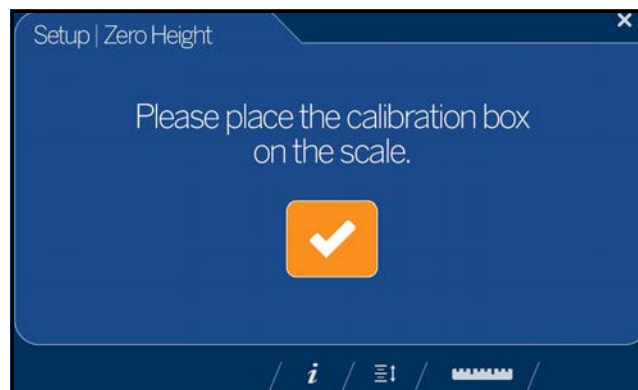 Setup | Zero Height
Please place the calibration box
on the scale.